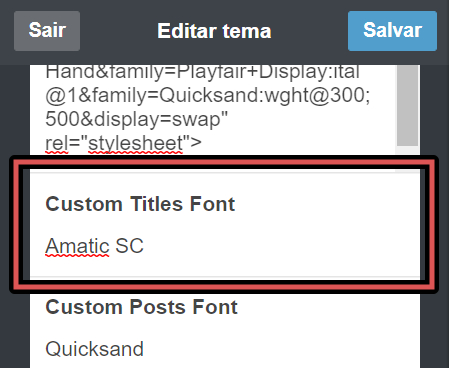 Sair Editar tema Salvar
Hand&family=Playfair+Display:ital
@1&family=Quicksand:wght@300;
500&display=swap"
rel="stylesheet">
Custom Titles Font
Amatic SC
Custom Posts Font
Quicksand